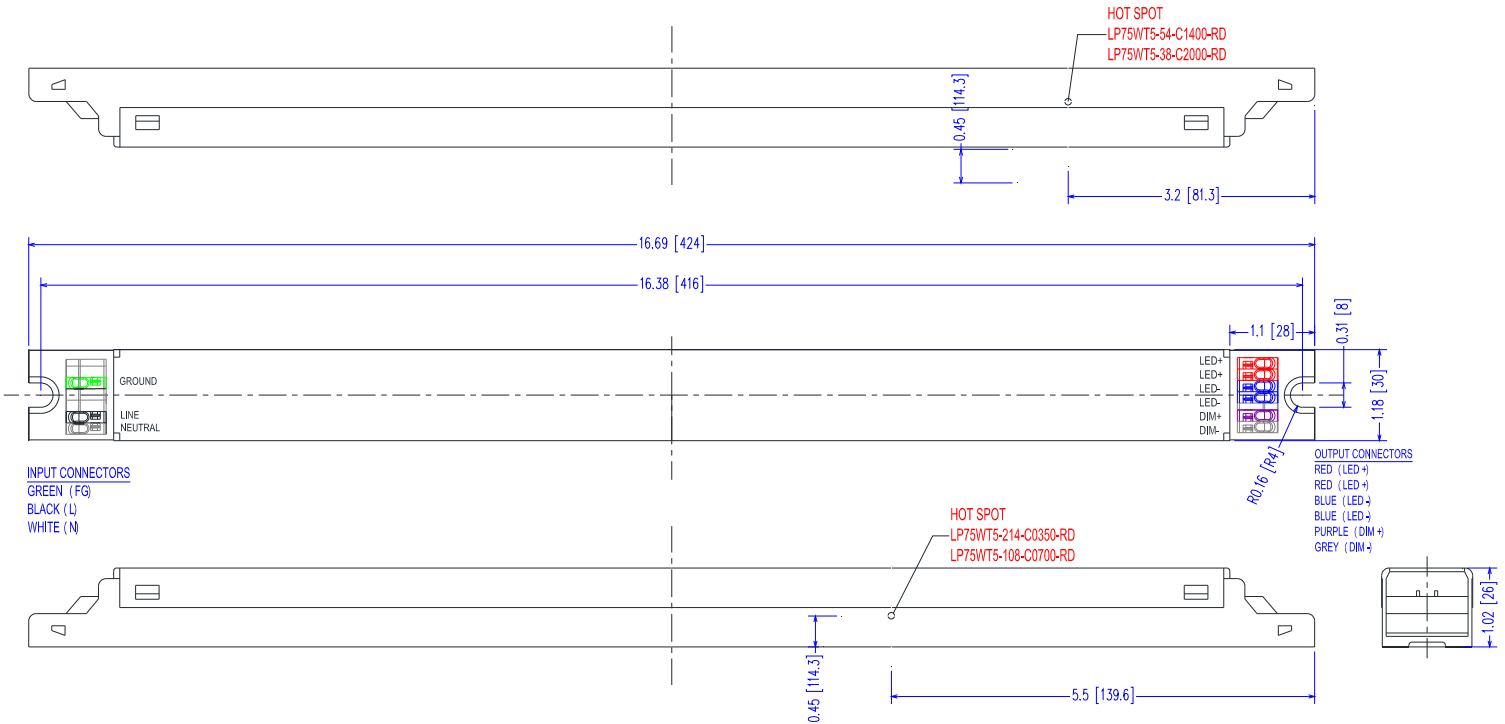 HOT SPOT
LP75WT5-54-C1400-RD
LP75WT5-38-C2000-RD
0.45 [114.3]
3.2 [81.3]
16.69 [424]
16.38 [416]
1.1 [28]
0.31 [8]
1.18 [30]
GROUND
LINE
NEUTRAL
LED+
LED+
LED-
LED-
DIM+
DIM-
R0.16 [R4]
INPUT CONNECTORS
GREEN (FG)
BLACK (L)
WHITE (N)
OUTPUT CONNECTORS
RED (LED+)
RED (LED+)
BLUE (LED-)
BLUE (LED-)
PURPLE (DIM+)
GREY (DIM-)
HOT SPOT
LP75WT5-214-C0350-RD
LP75WT5-108-C0700-RD
0.45 [114.3]
5.5 [139.6]
1.02 [26]